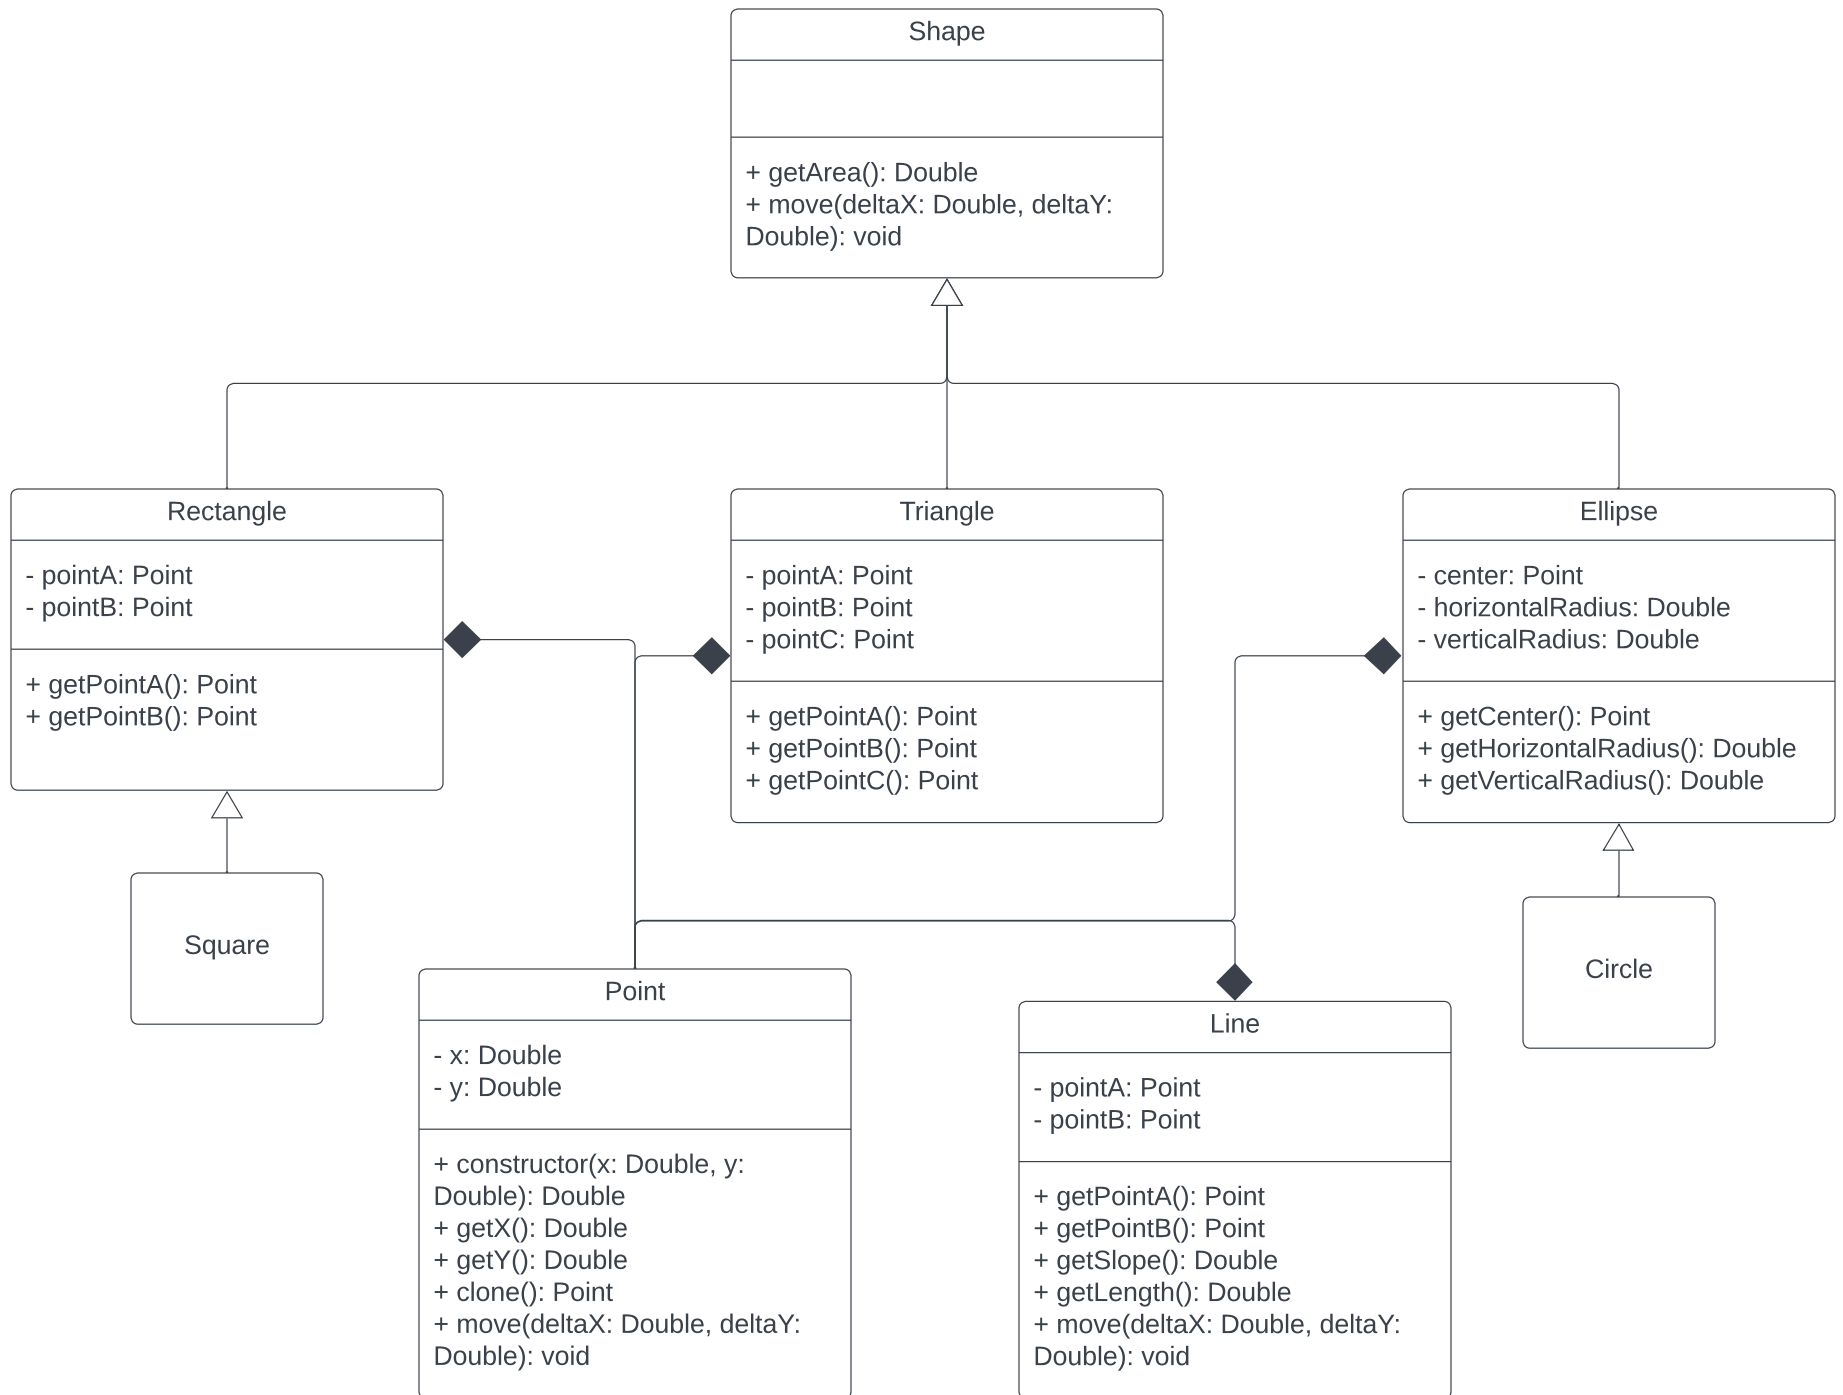 Shape
+ getArea(): Double
+ move(deltaX: Double, deltaY:
Double): void
Rectangle
- pointA: Point
- pointB: Point
+ getPointA(): Point
+ getPointB(): Point
Triangle
- pointA: Point
- pointB: Point
- pointC: Point
+ getPointA(): Point
+ getPointB(): Point
+ getPointC(): Point
Ellipse
- center: Point
- horizontalRadius: Double
- verticalRadius: Double
+ getCenter(): Point
+ getHorizontalRadius(): Double
+ getVerticalRadius(): Double
Square
Point
- x: Double
- y: Double
+ constructor(x: Double, y:
Double): Double
+ getX(): Double
+ getY(): Double
+ clone(): Point
+ move(deltaX: Double, deltaY:
Double): void
Line
- pointA: Point
- pointB: Point
+ getPointA(): Point
+ getPointB(): Point
+ getSlope(): Double
+ getLength(): Double
+ move(deltaX: Double, deltaY:
Double): void
Circle